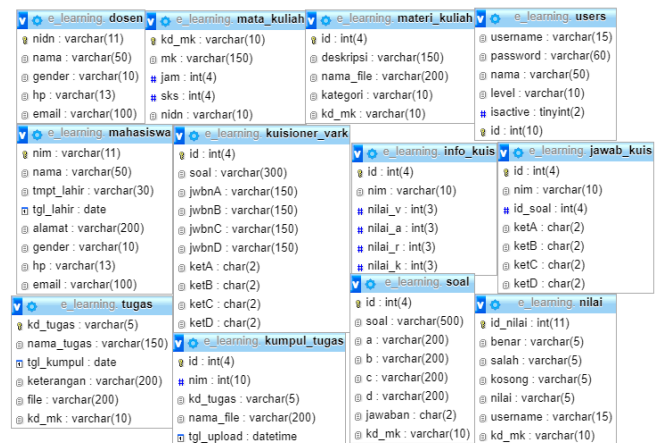 e_learning dosen
nidn : varchar(11)
nama : varchar(50)
gender : varchar(10)
hp : varchar(13)
email : varchar(100)
e_learning mata_kuliah
kd_mk : varchar(10)
mk : varchar(150)
jam : int(4)
sks : int(4)
nidn : varchar(10)
e_learning materi_kuliah
id : int(4)
deskripsi : varchar(150)
nama_file : varchar(200)
kategori : varchar(10)
kd_mk : varchar(10)
e_learning users
username : varchar(15)
password : varchar(60)
nama : varchar(50)
level : varchar(10)
isactive : tinyint(2)
id : int(10)
e_learning mahasiswa
nim : varchar(11)
nama : varchar(50)
tmpt_lahir : varchar(30)
tgl_lahir : date
alamat : varchar(200)
gender : varchar(10)
hp : varchar(13)
email : varchar(100)
e_learning kuisioner_vark
id : int(4)
soal : varchar(300)
jwbnA : varchar(150)
jwbnB : varchar(150)
jwbnC : varchar(150)
jwbnD : varchar(150)
ketA : char(2)
ketB : char(2)
ketC : char(2)
ketD : char(2)
e_learning info_kuis
id : int(4)
nim : varchar(10)
nilai_v : int(3)
nilai_a : int(3)
nilai_r : int(3)
nilai_k : int(3)
e_learning jawab_kuis
id : int(4)
nim : varchar(10)
id_soal : int(4)
ketA : char(2)
ketB : char(2)
ketC : char(2)
ketD : char(2)
e_learning tugas
kd_tugas : varchar(5)
nama_tugas : varchar(150)
tgl_kumpul : date
keterangan : varchar(200)
file : varchar(200)
kd_mk : varchar(10)
e_learning kumpul_tugas
id : int(4)
nim : int(10)
kd_tugas : varchar(5)
nama_file : varchar(200)
tgl_upload : datetime
e_learning soal
id : int(4)
soal : varchar(500)
a : varchar(200)
b : varchar(200)
c : varchar(200)
d : varchar(200)
jawaban : char(2)
kd_mk : varchar(10)
e_learning nilai
id_nilai : int(11)
benar : varchar(5)
salah : varchar(5)
kosong : varchar(5)
nilai : varchar(5)
username : varchar(15)
kd_mk : varchar(10)